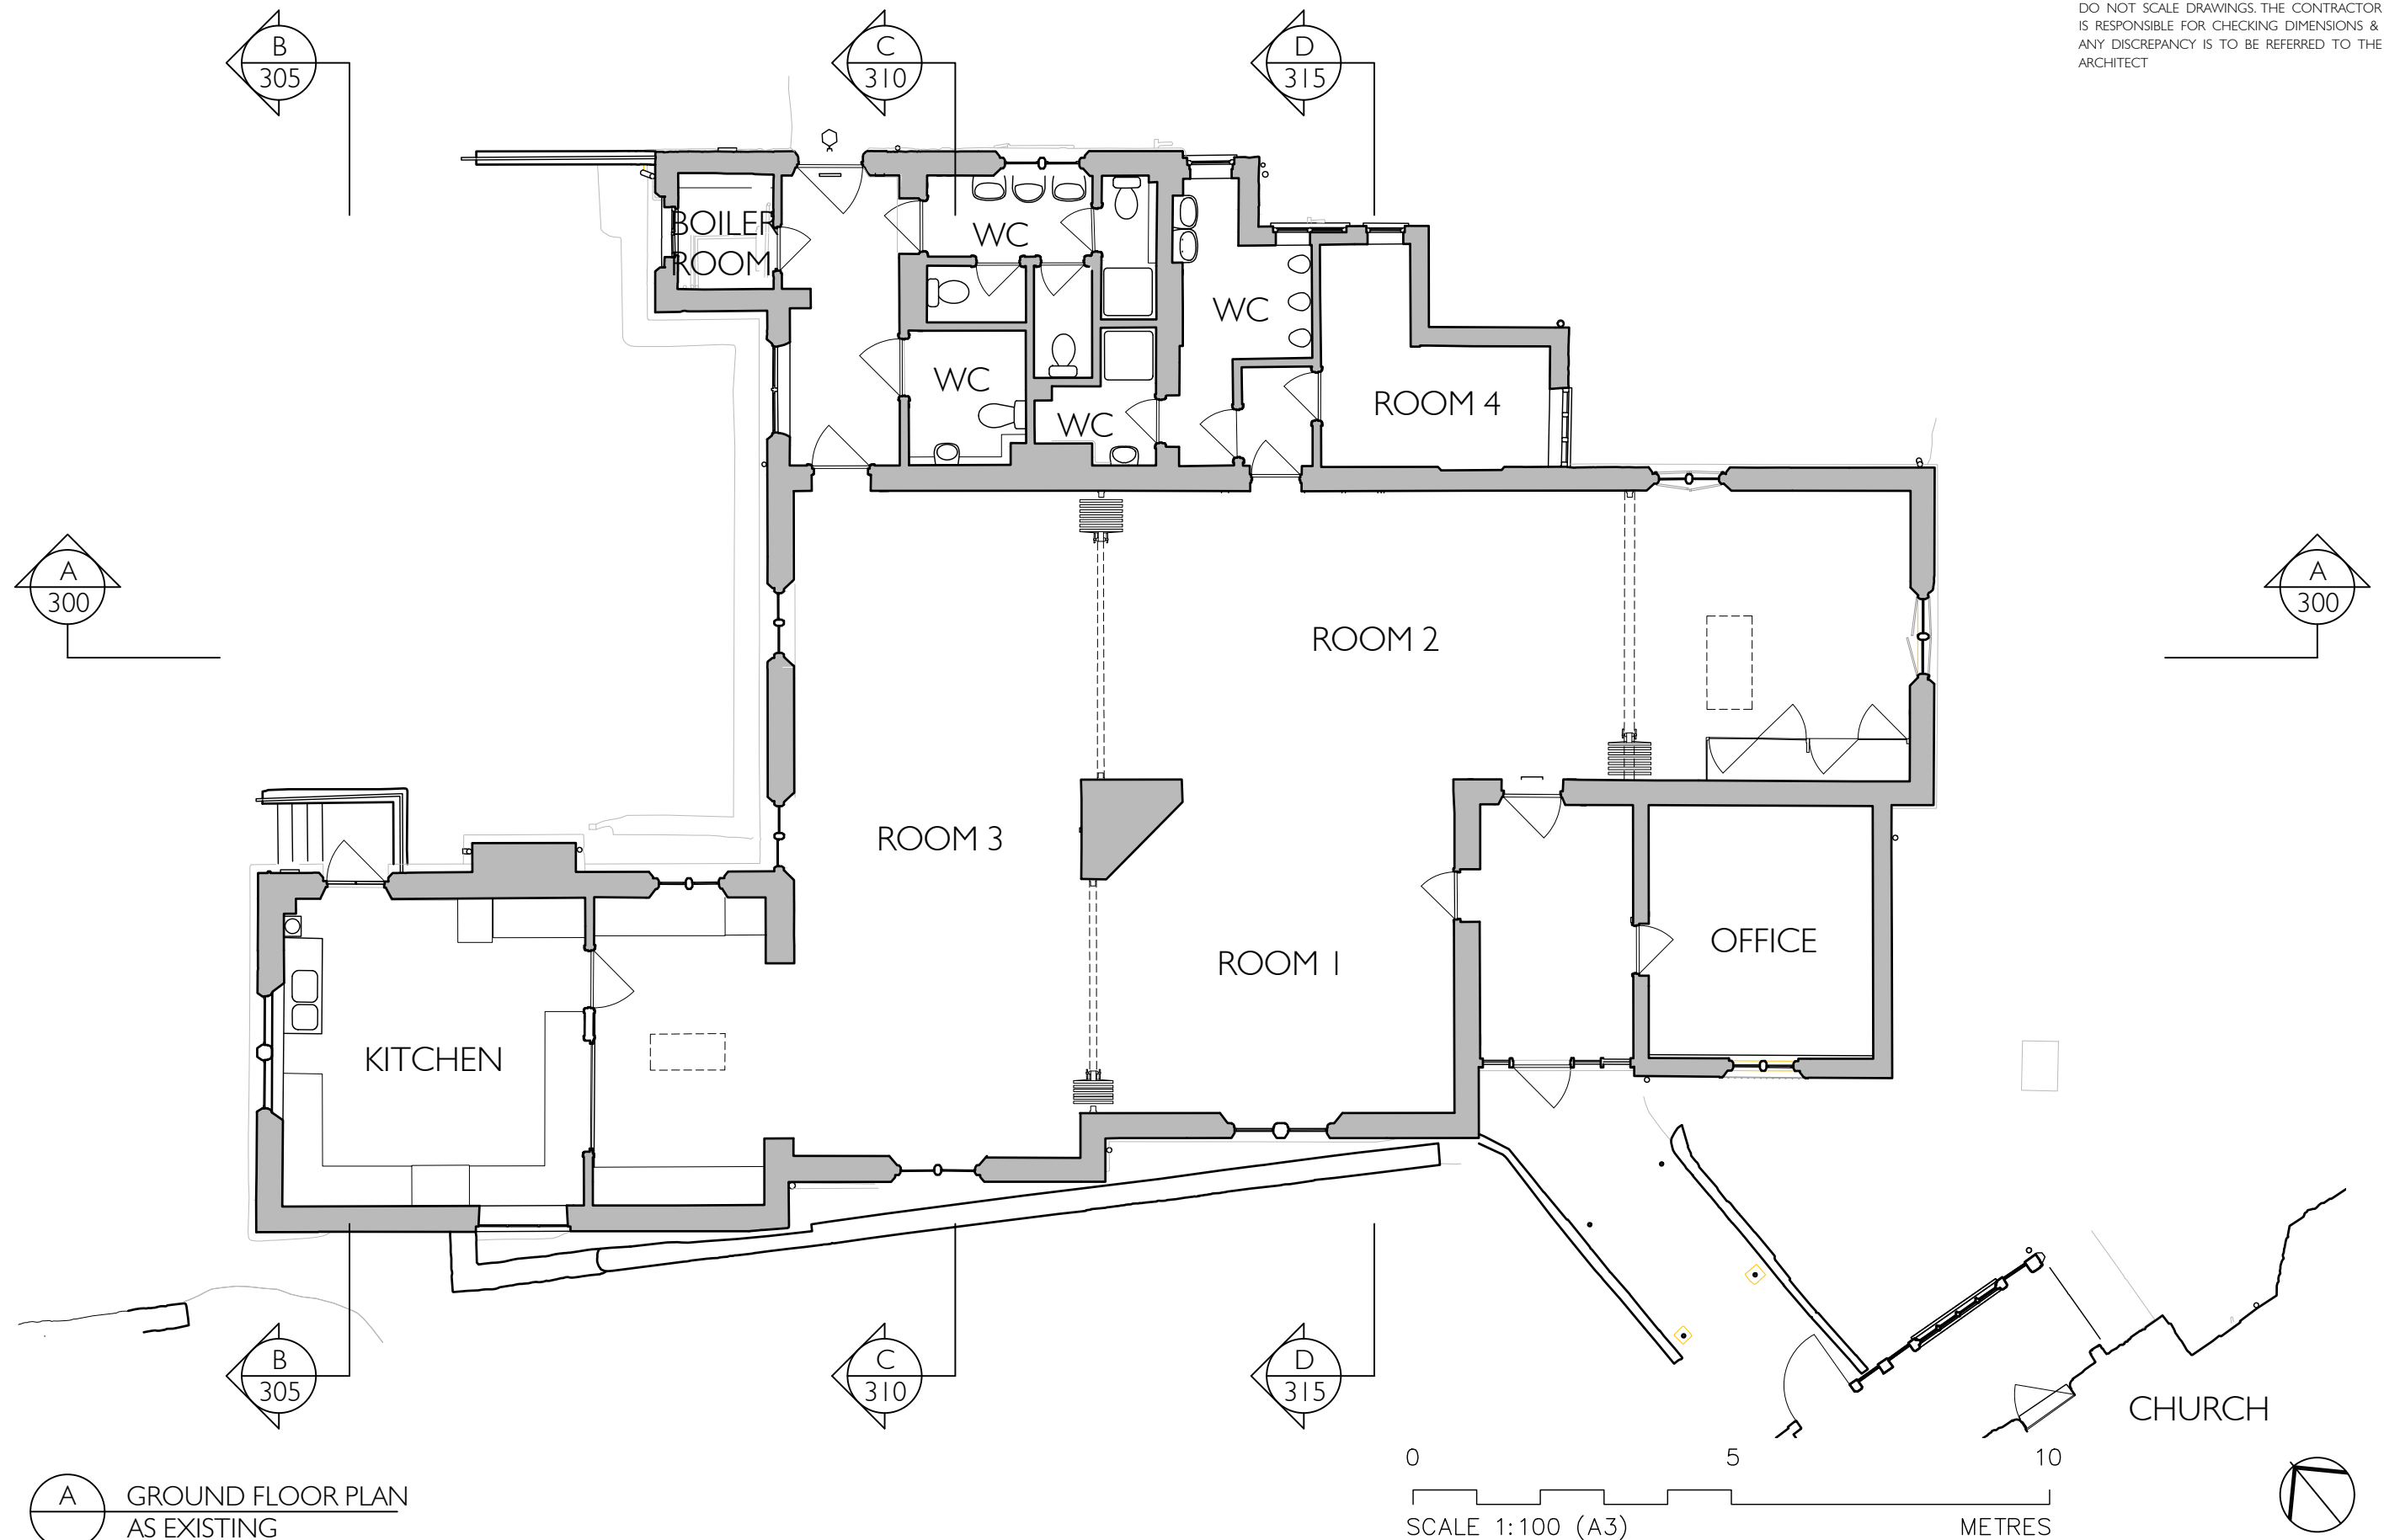 DO NOT SCALE DRAWINGS. THE CONTRACTOR
IS RESPONSIBLE FOR CHECKING DIMENSIONS &
ANY DISCREPANCY IS TO BE REFERRED TO THE
ARCHITECT
B
305
C
310
D
315
BOILER
ROOM
WC
WC
WC
WC
ROOM 4
A
300
A
300
ROOM 2
ROOM 3
ROOM 1
OFFICE
KITCHEN
B
305
C
310
D
315
CHURCH
A
GROUND FLOOR PLAN
AS EXISTING
0 5 10
SCALE 1:100 (A3) METRES